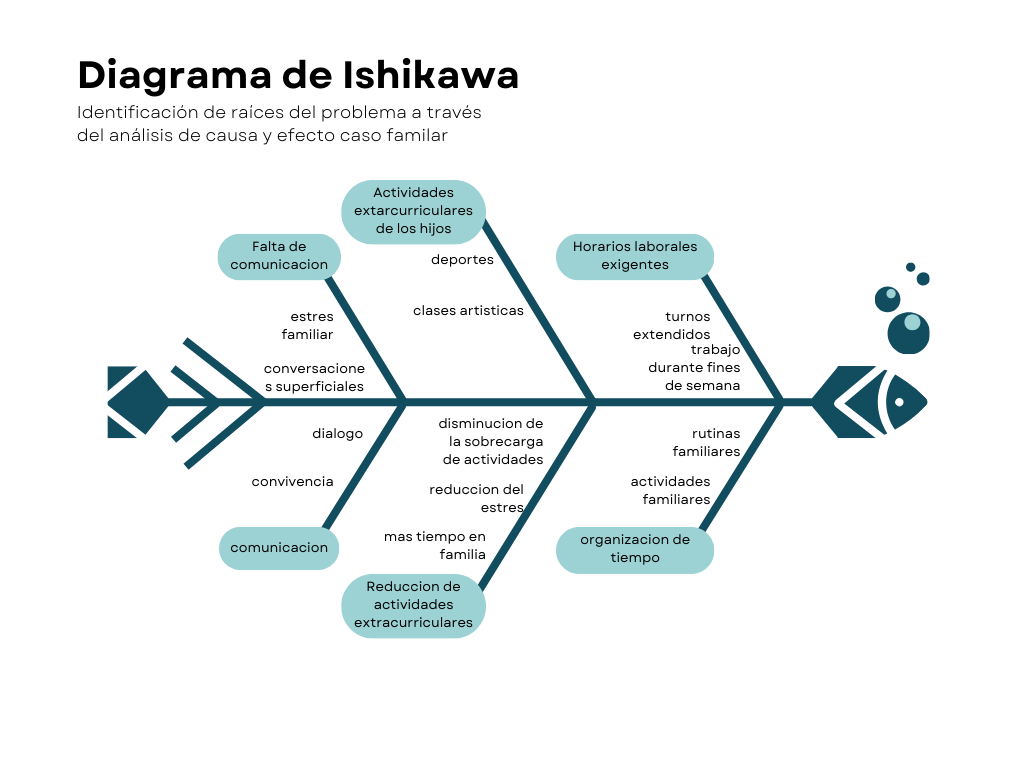 Diagrama de Ishikawa
Identificación de raíces del problema a través
del análisis de causa y efecto caso familar
Actividades
extarcurriculares
de los hijos
Falta de
comunicacion
Horarios laborales
exigentes
deportes
clases artisticas
estres
familiar
conversacione
s superficiales
turnos
extendidos
trabajo
durante fines
de semana
dialogo
convivencia
disminucion de
la sobrecarga
de actividades
reduccion del
estres
mas tiempo en
familia
rutinas
familiares
actividades
familiares
comunicacion
Reduccion de
actividades
extracurriculares
organizacion de
tiempo